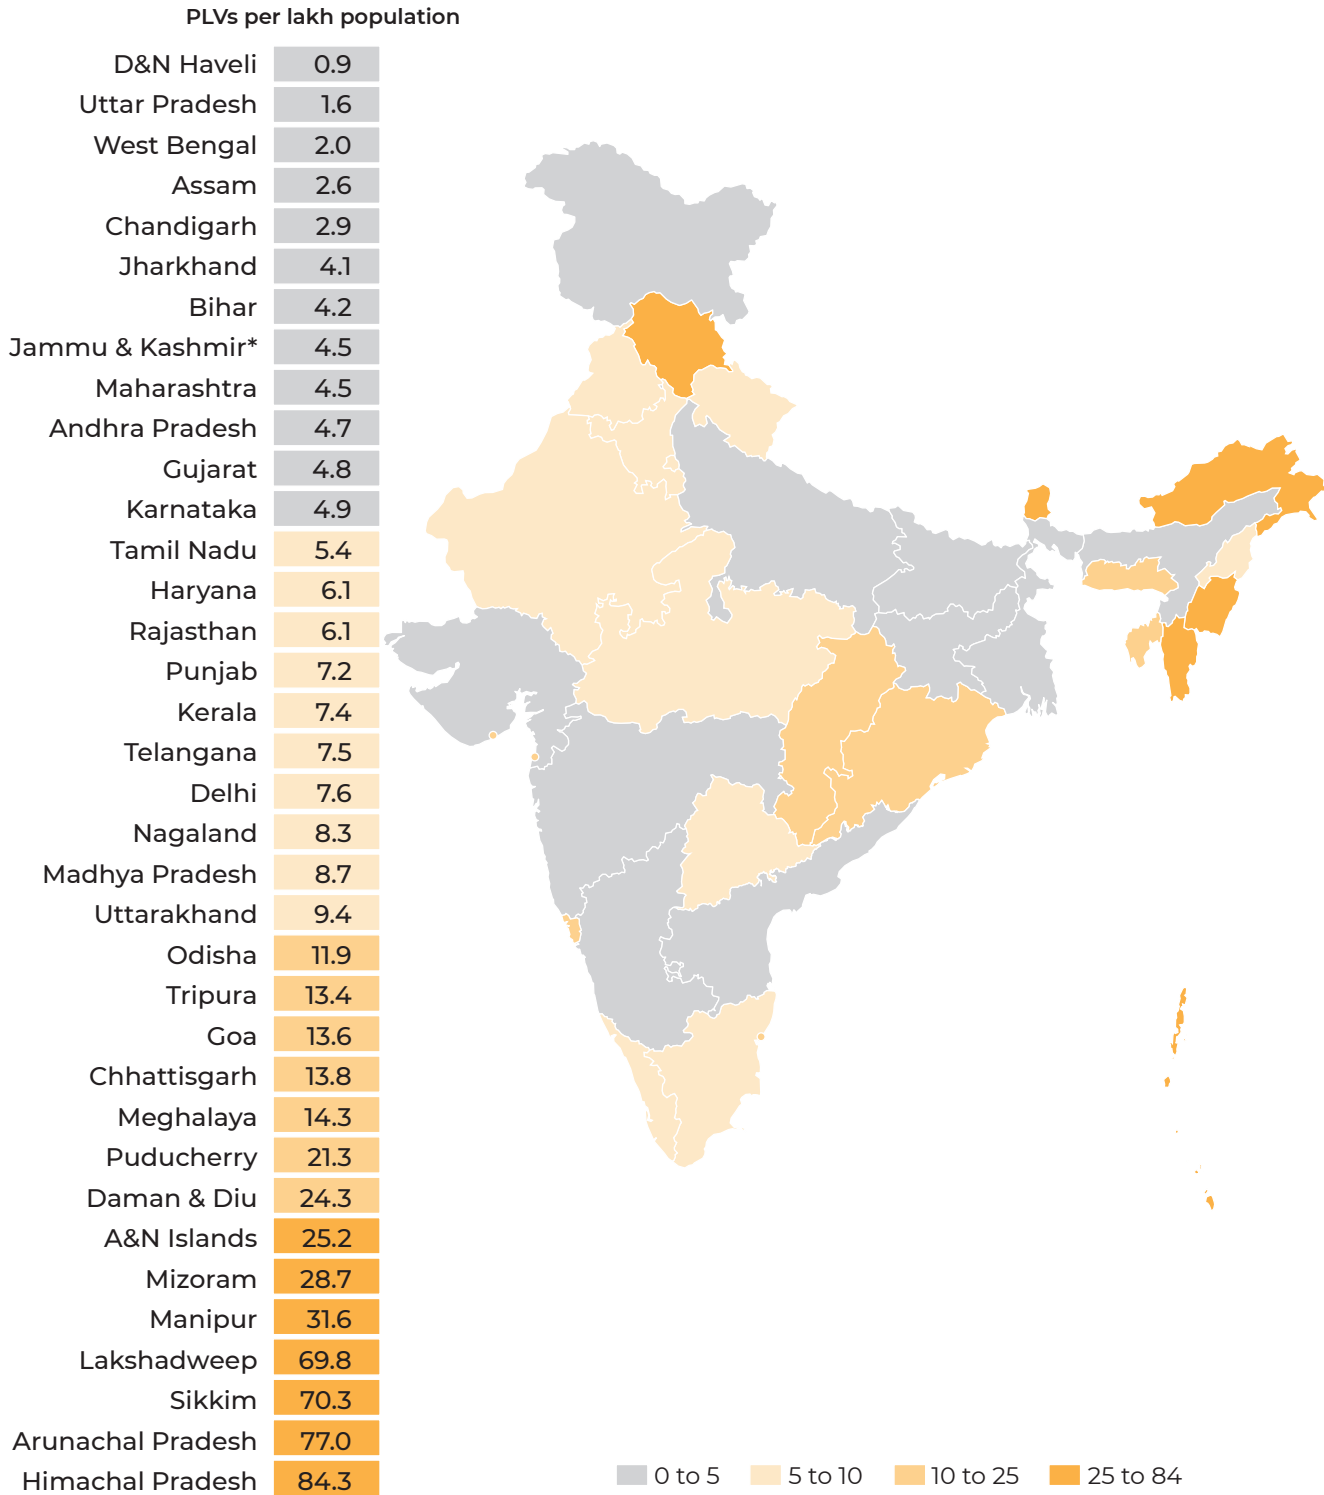 PLVs per lakh population
D&N Haveli 0.9
Uttar Pradesh 1.6
West Bengal 2.0
Assam 2.6
Chandigarh 2.9
Jharkhand 4.1
Bihar 4.2
Jammu & Kashmir* 4.5
Maharashtra 4.5
Andhra Pradesh 4.7
Gujarat 4.8
Karnataka 4.9
Tamil Nadu 5.4
Haryana 6.1
Rajasthan 6.1
Punjab 7.2
Kerala 7.4
Telangana 7.5
Delhi 7.6
Nagaland 8.3
Madhya Pradesh 8.7
Uttarakhand 9.4
Odisha 11.9
Tripura 13.4
Goa 13.6
Chhattisgarh 13.8
Meghalaya 14.3
Puducherry 21.3
Daman & Diu 24.3
A&N Islands 25.2
Mizoram 28.7
Manipur 31.6
Lakshadweep 69.8
Sikkim 70.3
Arunachal Pradesh 77.0
Himachal Pradesh 84.3
0 to 5 5 to 10 10 to 25 25 to 84